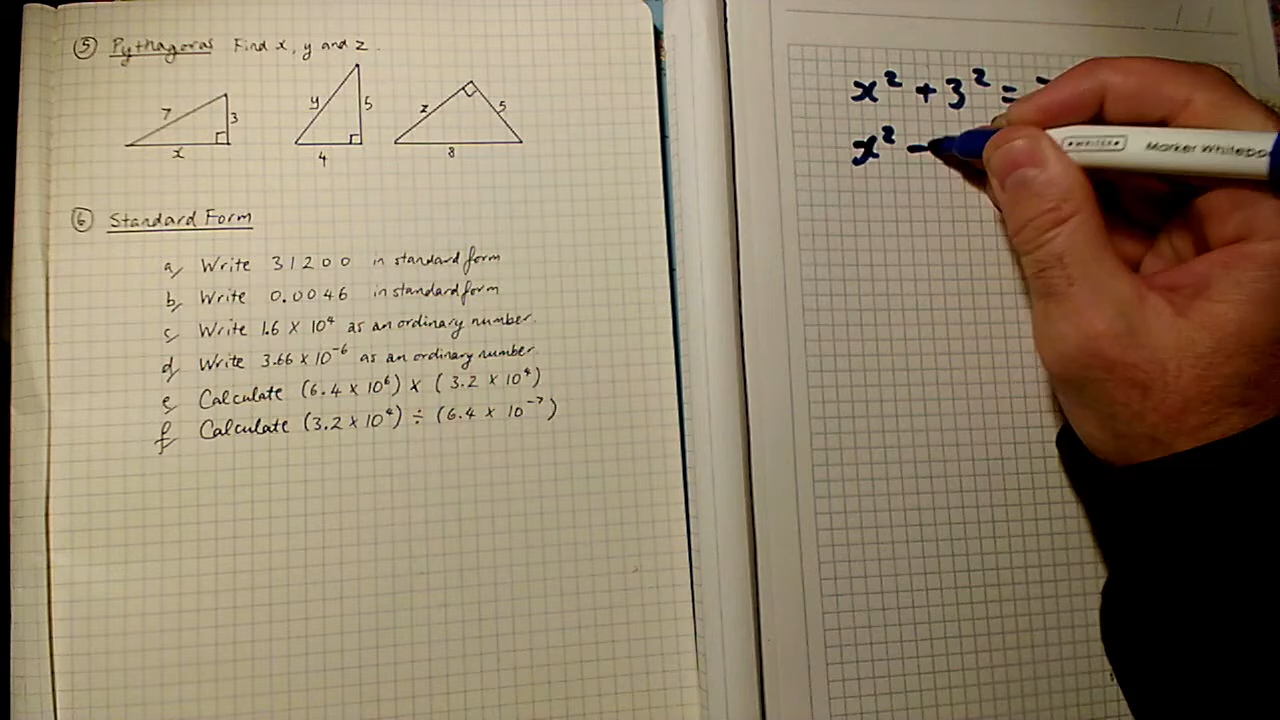 ⑤ Pythagoras Find x, y and z.
7 3 x
y 5 4
z 5 8
⑥ Standard Form
a, Write 31200 in standard form
b, Write 0.0046 in standard form
c, Write 1.6 × 10⁴ as an ordinary number.
d, Write 3.66 × 10⁻⁶ as an ordinary number.
e, Calculate (6.4 × 10⁶) × (3.2 × 10⁴)
f, Calculate (3.2 × 10⁴) ÷ (6.4 × 10⁻⁷)
x² + 3² =
x²
Marker Whitebo